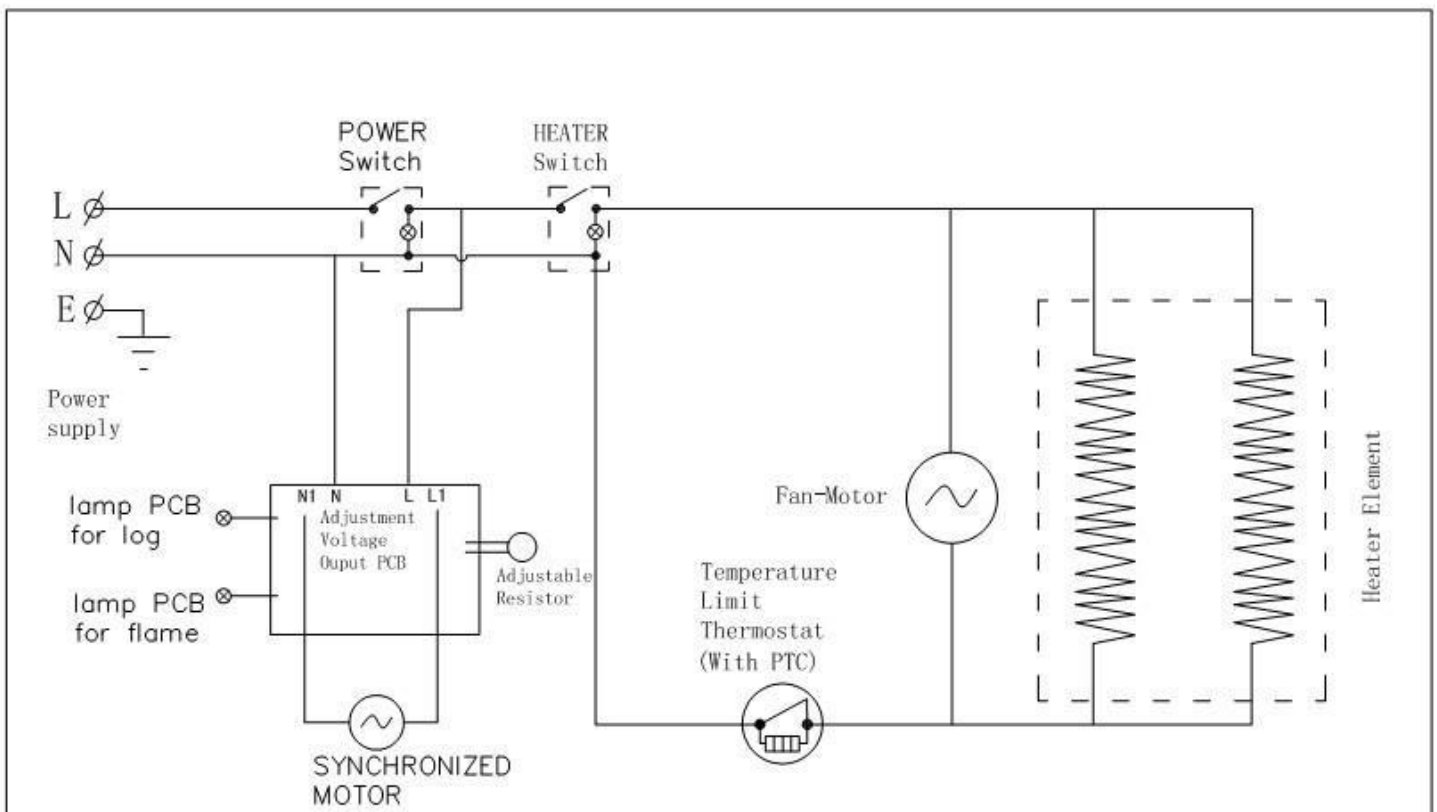 POWER
Switch
HEATER
Switch
L
N
E
Power
supply
N1 N L L1
Adjustment
Voltage
Ouput PCB
lamp PCB
for log
lamp PCB
for flame
Adjustable
Resistor
SYNCHRONIZED
MOTOR
Fan-Motor
Temperature
Limit
Thermostat
(With PTC)
Heater Element